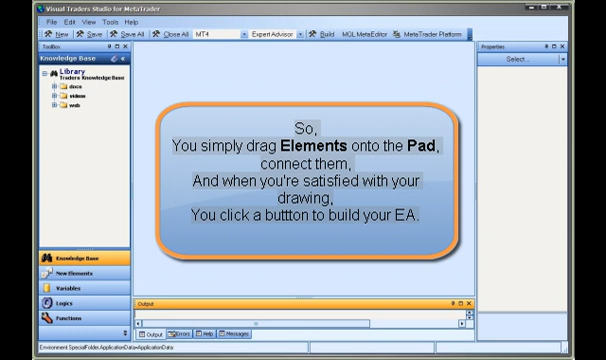 Visual Traders Studio for MetaTrader
File Edit View Tools Help
New Save Save All Close All MT4 Expert Advisor Build MQL MetaEditor MetaTrader Platform
Toolbox
Properties
Knowledge Base
Select...
Library
Traders Knowledge Base
docs
videos
web
So,
You simply drag Elements onto the Pad,
connect them,
And when you're satisfied with your
drawing,
You click a buttton to build your EA.
Knowledge Base
New Elements
Variables
Logics
Functions
Output
Output Errors Help Messages
Environment.SpecialFolder.ApplicationData=ApplicationData